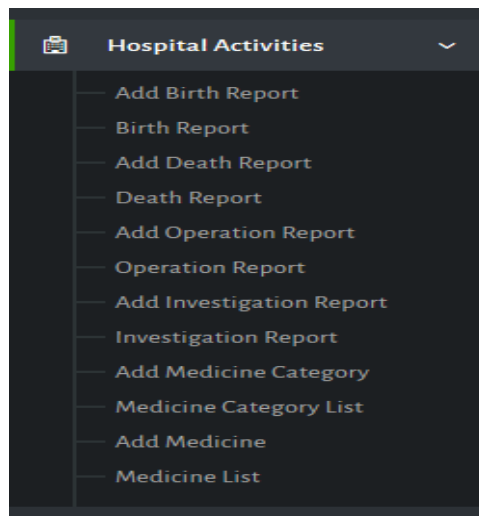 Hospital Activities
Add Birth Report
Birth Report
Add Death Report
Death Report
Add Operation Report
Operation Report
Add Investigation Report
Investigation Report
Add Medicine Category
Medicine Category List
Add Medicine
Medicine List